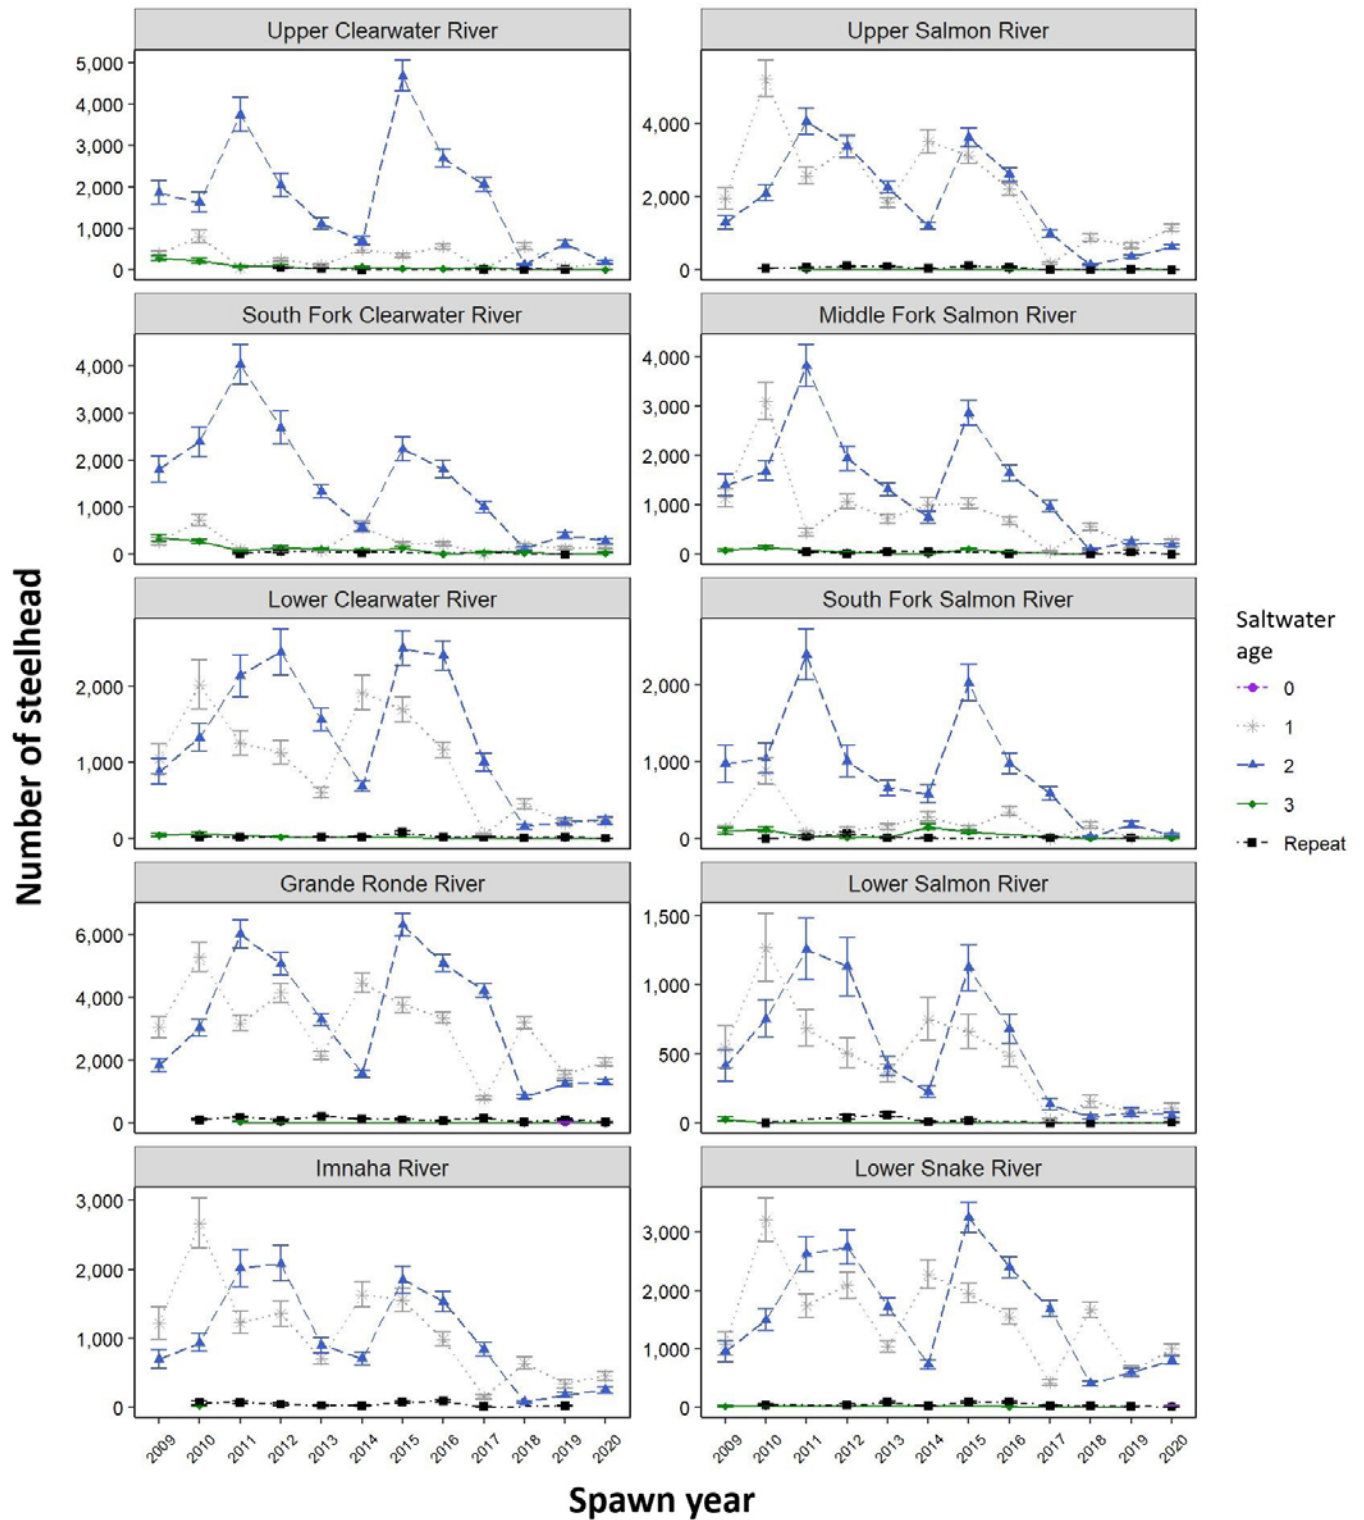 Upper Clearwater River
5,000
4,000
3,000
2,000
1,000
0
Upper Salmon River
4,000
2,000
0
South Fork Clearwater River
4,000
3,000
2,000
1,000
0
Middle Fork Salmon River
4,000
3,000
2,000
1,000
0
Lower Clearwater River
2,000
1,000
0
South Fork Salmon River
2,000
1,000
0
Grande Ronde River
6,000
4,000
2,000
0
Lower Salmon River
1,500
1,000
500
0
Imnaha River
3,000
2,000
1,000
0
Lower Snake River
3,000
2,000
1,000
0
2009 2010 2011 2012 2013 2014 2015 2016 2017 2018 2019 2020
2009 2010 2011 2012 2013 2014 2015 2016 2017 2018 2019 2020
Number of steelhead
Spawn year
Saltwater
age
0
1
2
3
Repeat